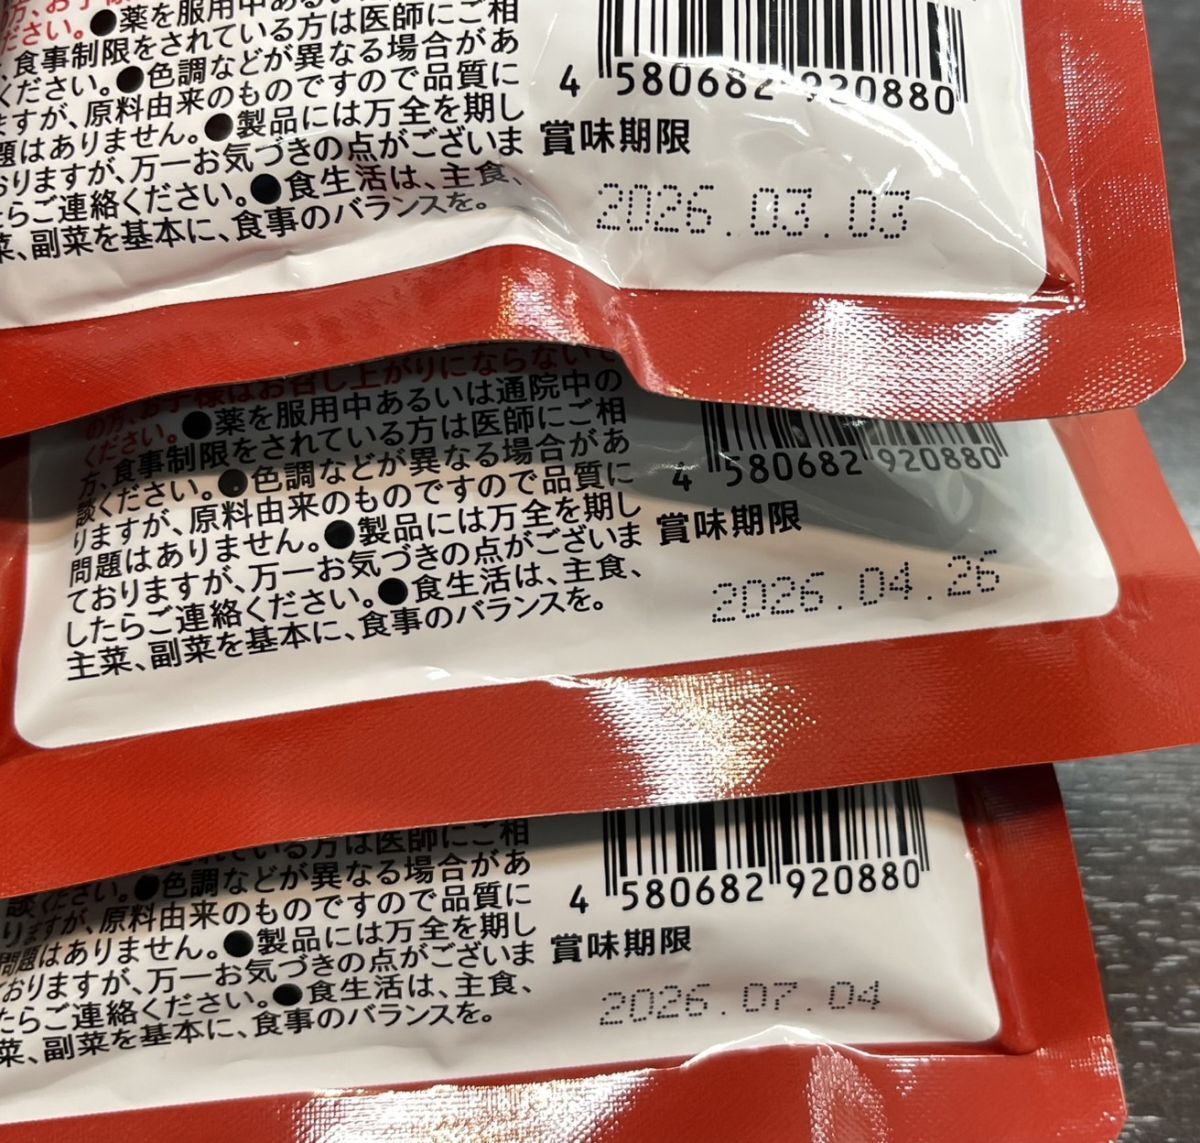 方、お子様
ださい。●薬を服用中ある
食事制限をされている方は医師にご相
ください。●色調などが異なる場合があ
ますが、原料由来のものですので品質に
題はありません。●製品には万全を期し
おりますが、万一お気づきの点がございま
たらご連絡ください。●食生活は、主食、
菜、副菜を基本に、食事のバランスを。
4 580682 920880
賞味期限
2026.03.03
の方、お子様はお召し上がりにならないで
ください。●薬を服用中あるいは通院中の
方、食事制限をされている方は医師にご相
談ください。●色調などが異なる場合があ
りますが、原料由来のものですので品質に
問題はありません。●製品には万全を期し
ておりますが、万一お気づきの点がございま
したらご連絡ください。●食生活は、主食、
主菜、副菜を基本に、食事のバランスを。
4 580682 920880
賞味期限
2026.04.26
されている方は医師にご相
談ください。●色調などが異なる場合があ
りますが、原料由来のものですので品質に
問題はありません。●製品には万全を期し
ておりますが、万一お気づきの点がございま
たらご連絡ください。●食生活は、主食、
菜、副菜を基本に、食事のバランスを。
4 580682 920880
賞味期限
2026.07.04